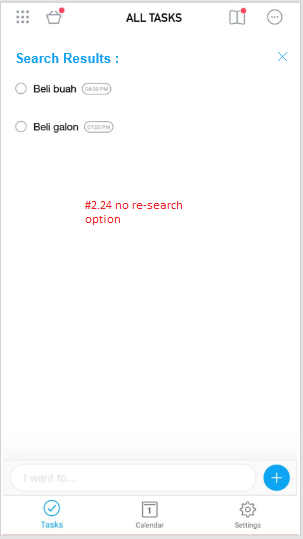 ALL TASKS
Search Results :
Beli buah 04:00 PM
Beli galon 07:00 PM
#2.24 no re-search
option
I want to...
1
Tasks Calendar Settings